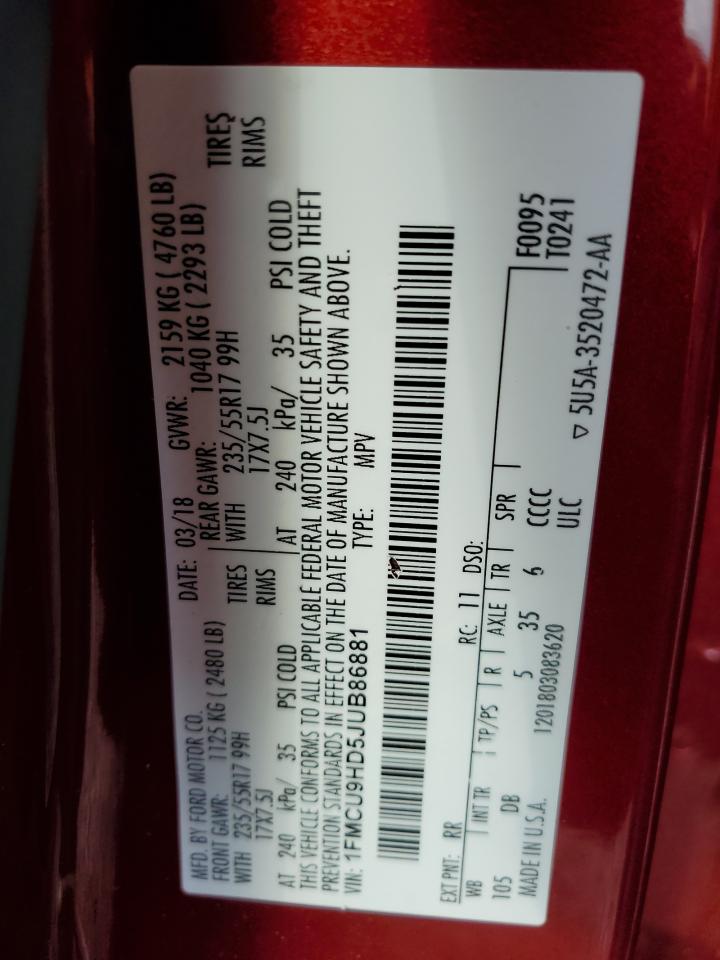 MFD. BY FORD MOTOR CO.
DATE: 03/18 GVWR: 2159 KG ( 4760 LB)
FRONT GAWR: 1125 KG ( 2480 LB) REAR GAWR: 1040 KG ( 2293 LB)
WITH 235/55R17 99H TIRES WITH 235/55R17 99H TIRES
17X7.5J RIMS 17X7.5J RIMS
AT 240 kPa/ 35 PSI COLD AT 240 kPa/ 35 PSI COLD
THIS VEHICLE CONFORMS TO ALL APPLICABLE FEDERAL MOTOR VEHICLE SAFETY AND THEFT
PREVENTION STANDARDS IN EFFECT ON THE DATE OF MANUFACTURE SHOWN ABOVE.
VIN: 1FMCU9HD5JUB86881 TYPE: MPV
EXT PNT: RR RC: 11 DSO: F0095
T0241
WB INT TR TP/PS R AXLE TR SPR
105 DB 5 35 6 CCCC
ULC
MADE IN U.S.A. 1201803083620 ▽ 5U5A-3520472-AA